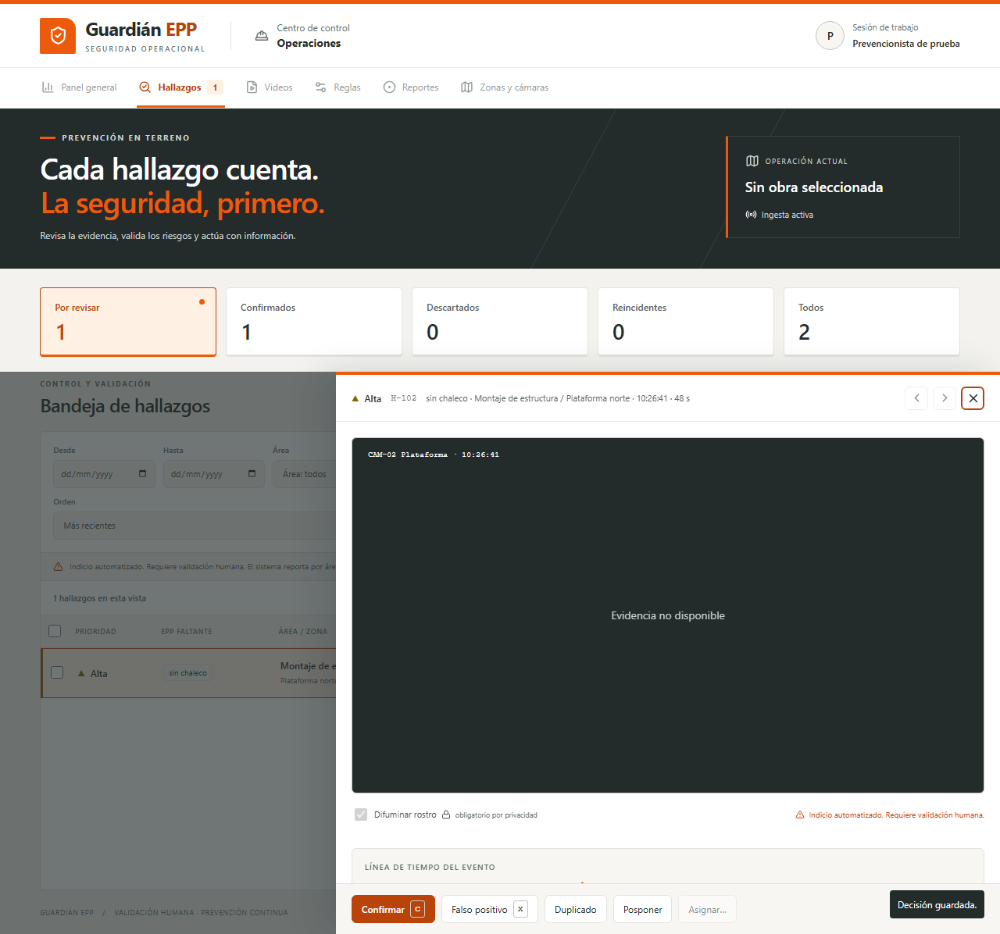 Guardián EPP
SEGURIDAD OPERACIONAL
Centro de control
Operaciones
P
Sesión de trabajo
Prevencionista de prueba
Panel general
Hallazgos 1
Videos
Reglas
Reportes
Zonas y cámaras
PREVENCIÓN EN TERRENO
Cada hallazgo cuenta.
La seguridad, primero.
Revisa la evidencia, valida los riesgos y actúa con información.
OPERACIÓN ACTUAL
Sin obra seleccionada
Ingesta activa
Por revisar
1
Confirmados
1
Descartados
0
Reincidentes
0
Todos
2
CONTROL Y VALIDACIÓN
Bandeja de hallazgos
Desde
Hasta
Área
dd/mm/yyyy
dd/mm/yyyy
Área: todos
Orden
Más recientes
Indicio automatizado. Requiere validación humana. El sistema reporta por áre
1 hallazgos en esta vista
PRIORIDAD
EPP FALTANTE
ÁREA / ZONA
Alta
sin chaleco
Montaje de e
Plataforma norte
GUARDIÁN EPP / VALIDACIÓN HUMANA · PREVENCIÓN CONTINUA
Alta H-102 sin chaleco · Montaje de estructura / Plataforma norte · 10:26:41 · 48 s
CAM-02 Plataforma · 10:26:41
Evidencia no disponible
Difuminar rostro obligatorio por privacidad
Indicio automatizado. Requiere validación humana.
LÍNEA DE TIEMPO DEL EVENTO
Confirmar C
Falso positivo X
Duplicado
Posponer
Asignar...
Decisión guardada.